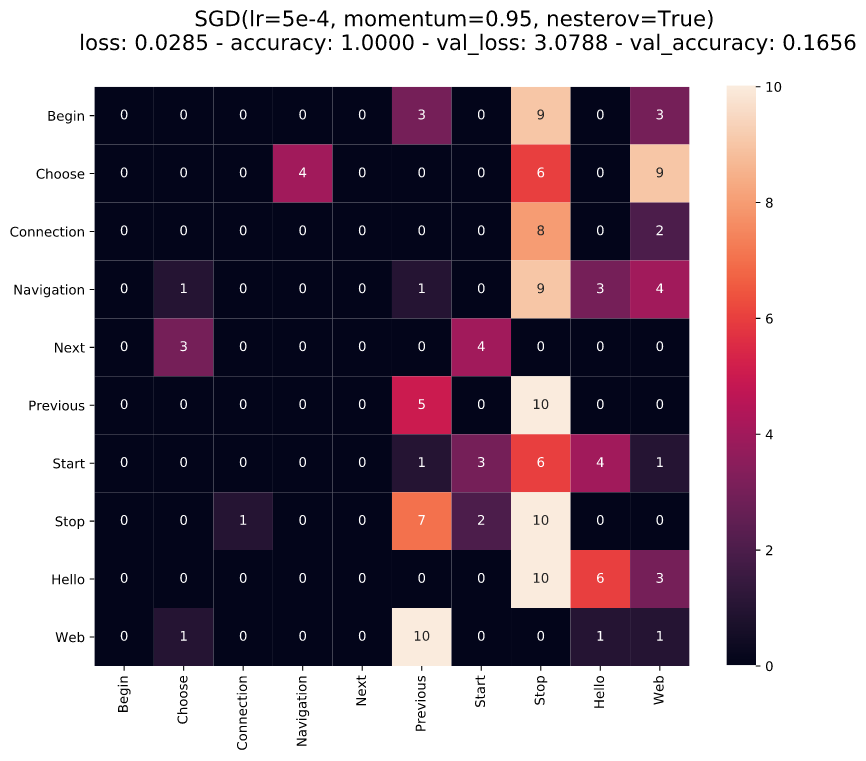 SGD(lr=5e-4, momentum=0.95, nesterov=True)
loss: 0.0285 - accuracy: 1.0000 - val_loss: 3.0788 - val_accuracy: 0.1656
Begin 0 0 0 0 0 3 0 9 0 3
Choose 0 0 0 4 0 0 0 6 0 9
Connection 0 0 0 0 0 0 0 8 0 2
Navigation 0 1 0 0 0 1 0 9 3 4
Next 0 3 0 0 0 0 4 0 0 0
Previous 0 0 0 0 0 5 0 10 0 0
Start 0 0 0 0 0 1 3 6 4 1
Stop 0 0 1 0 0 7 2 10 0 0
Hello 0 0 0 0 0 0 0 10 6 3
Web 0 1 0 0 0 10 0 0 1 1
Begin Choose Connection Navigation Next Previous Start Stop Hello Web
10
8
6
4
2
0